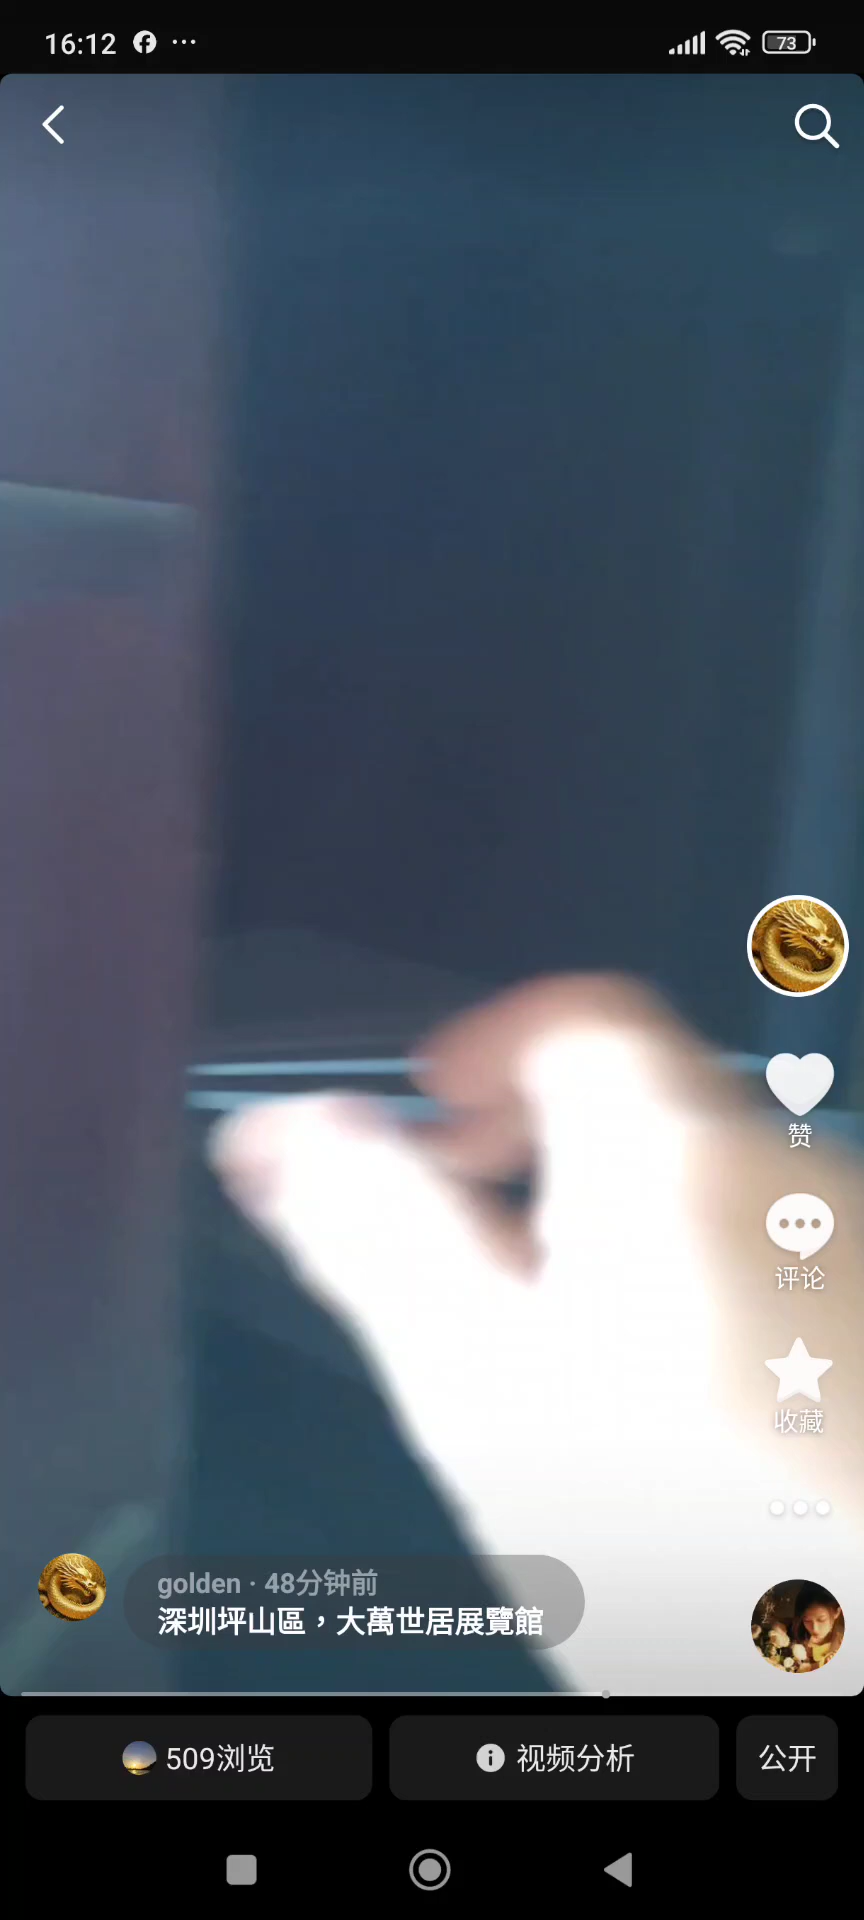 16:12
73
赞
评论
收藏
golden · 48分钟前
深圳坪山區，大萬世居展覽館
509浏览
视频分析
公开